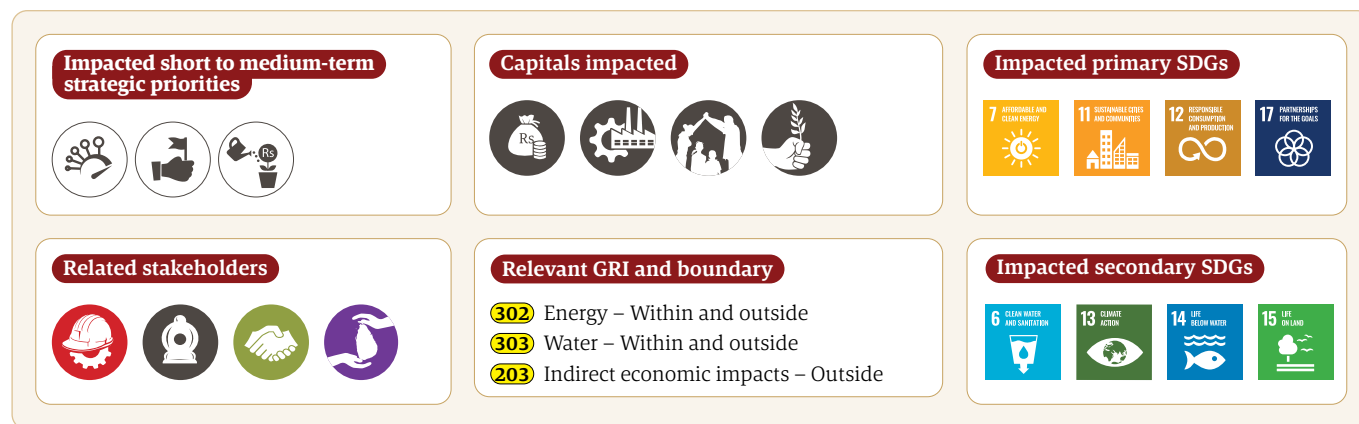 Impacted short to medium-term
strategic priorities
Rs
Capitals impacted
Rs
Impacted primary SDGs
7 AFFORDABLE AND
CLEAN ENERGY
11 SUSTAINABLE CITIES
AND COMMUNITIES
12 RESPONSIBLE
CONSUMPTION
AND PRODUCTION
17 PARTNERSHIPS
FOR THE GOALS
Related stakeholders
Relevant GRI and boundary
302 Energy – Within and outside
303 Water – Within and outside
203 Indirect economic impacts – Outside
Impacted secondary SDGs
6 CLEAN WATER
AND SANITATION
13 CLIMATE
ACTION
14 LIFE
BELOW WATER
15 LIFE
ON LAND